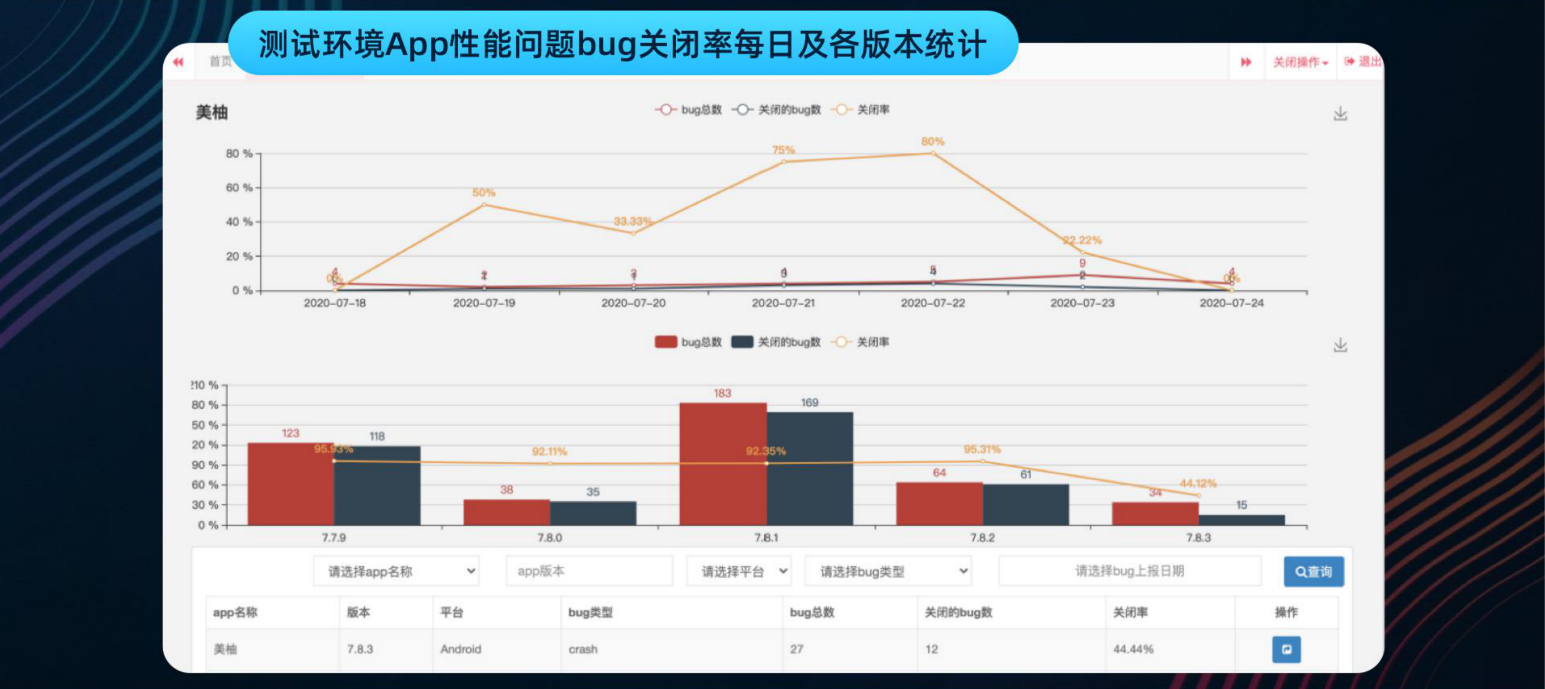 测试环境App性能问题bug关闭率每日及各版本统计
首页
关闭操作
退出
美柚
bug总数 关闭的bug数 关闭率
80 %
60 %
40 %
20 %
0 %
50%
33.33%
75%
80%
22.22%
9
2
2020-07-18 2020-07-19 2020-07-20 2020-07-21 2020-07-22 2020-07-23 2020-07-24
bug总数 关闭的bug数 关闭率
210 %
80 %
50 %
20 %
90 %
60 %
30 %
0 %
123 118 95.93%
38 35 92.11%
183 169 92.35%
64 61 95.31%
34 15 44.12%
7.7.9 7.8.0 7.8.1 7.8.2 7.8.3
请选择app名称 app版本 请选择平台 请选择bug类型 请选择bug上报日期 查询
app名称 版本 平台 bug类型 bug总数 关闭的bug数 关闭率 操作
美柚 7.8.3 Android crash 27 12 44.44%